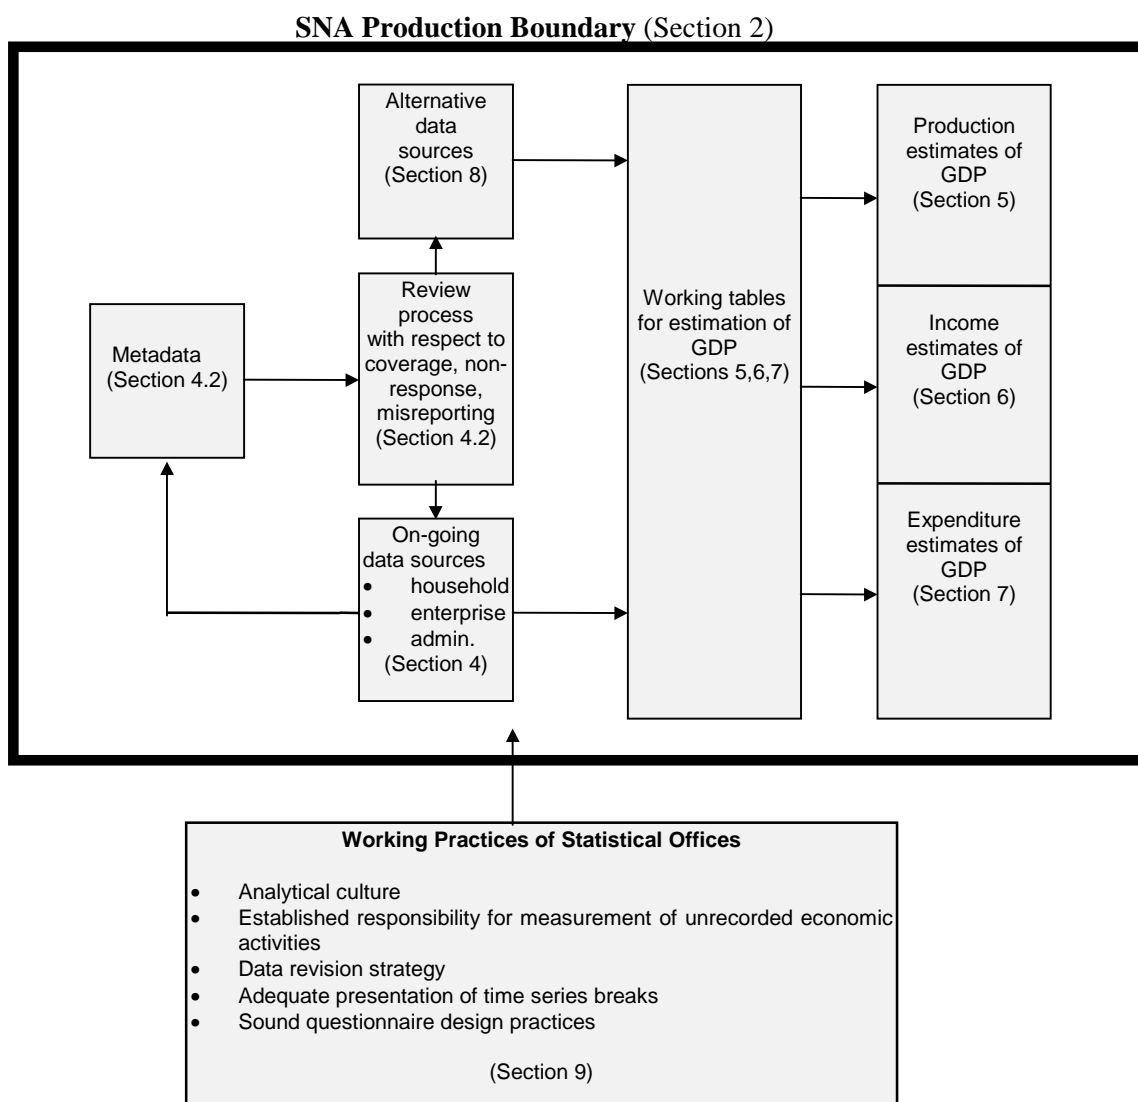 SNA Production Boundary (Section 2)
Alternative
data
sources
(Section 8)
Review
process
with respect to
coverage, non-
response,
misreporting
(Section 4.2)
Metadata
(Section 4.2)
On-going
data sources
• household
• enterprise
• admin.
(Section 4)
Working tables
for estimation of
GDP
(Sections 5,6,7)
Production
estimates of
GDP
(Section 5)
Income
estimates of
GDP
(Section 6)
Expenditure
estimates of
GDP
(Section 7)
Working Practices of Statistical Offices
• Analytical culture
• Established responsibility for measurement of unrecorded economic
activities
• Data revision strategy
• Adequate presentation of time series breaks
• Sound questionnaire design practices
(Section 9)